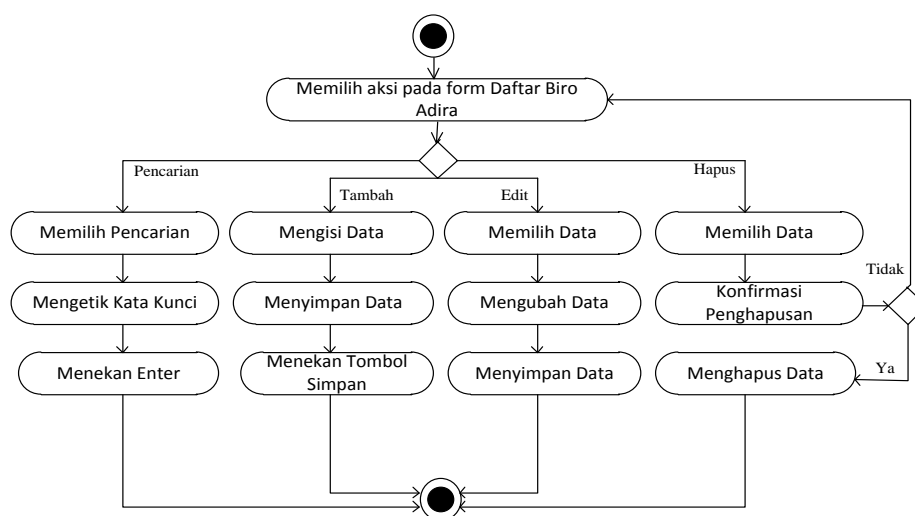 Memilih aksi pada form Daftar Biro
Adira
Pencarian
Tambah
Edit
Hapus
Memilih Pencarian
Mengisi Data
Memilih Data
Memilih Data
Tidak
Mengetik Kata Kunci
Menyimpan Data
Mengubah Data
Konfirmasi
Penghapusan
Menekan Enter
Menekan Tombol
Simpan
Menyimpan Data
Menghapus Data
Ya